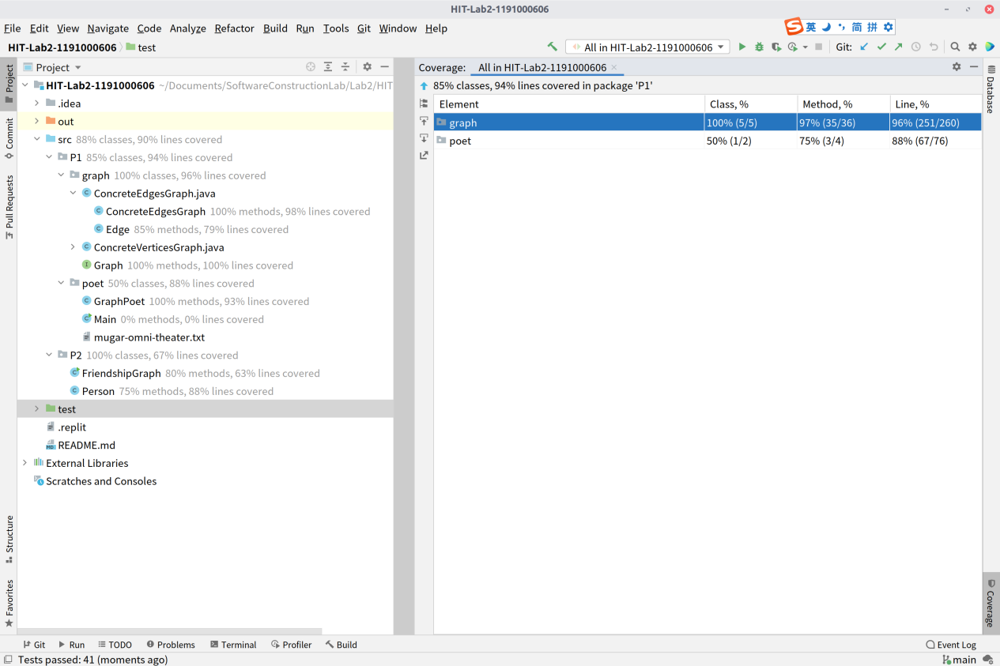 HIT-Lab2-1191000606
File Edit View Navigate Code Analyze Refactor Build Run Tools Git Window Help
S 英 简 拼
HIT-Lab2-1191000606 test
All in HIT-Lab2-1191000606 Git:
Project
Commit
Pull Requests
Structure
Favorites
Project
HIT-Lab2-1191000606 ~/Documents/SoftwareConstructionLab/Lab2/HIT
.idea
out
src 88% classes, 90% lines covered
P1 85% classes, 94% lines covered
graph 100% classes, 96% lines covered
ConcreteEdgesGraph.java
ConcreteEdgesGraph 100% methods, 98% lines covered
Edge 85% methods, 79% lines covered
ConcreteVerticesGraph.java
Graph 100% methods, 100% lines covered
poet 50% classes, 88% lines covered
GraphPoet 100% methods, 93% lines covered
Main 0% methods, 0% lines covered
mugar-omni-theater.txt
P2 100% classes, 67% lines covered
FriendshipGraph 80% methods, 63% lines covered
Person 75% methods, 88% lines covered
test
.replit
README.md
External Libraries
Scratches and Consoles
Coverage: All in HIT-Lab2-1191000606
85% classes, 94% lines covered in package 'P1'
Element Class, % Method, % Line, %
graph 100% (5/5) 97% (35/36) 96% (251/260)
poet 50% (1/2) 75% (3/4) 88% (67/76)
Database
Coverage
Git Run TODO Problems Terminal Profiler Build Event Log
Tests passed: 41 (moments ago) main